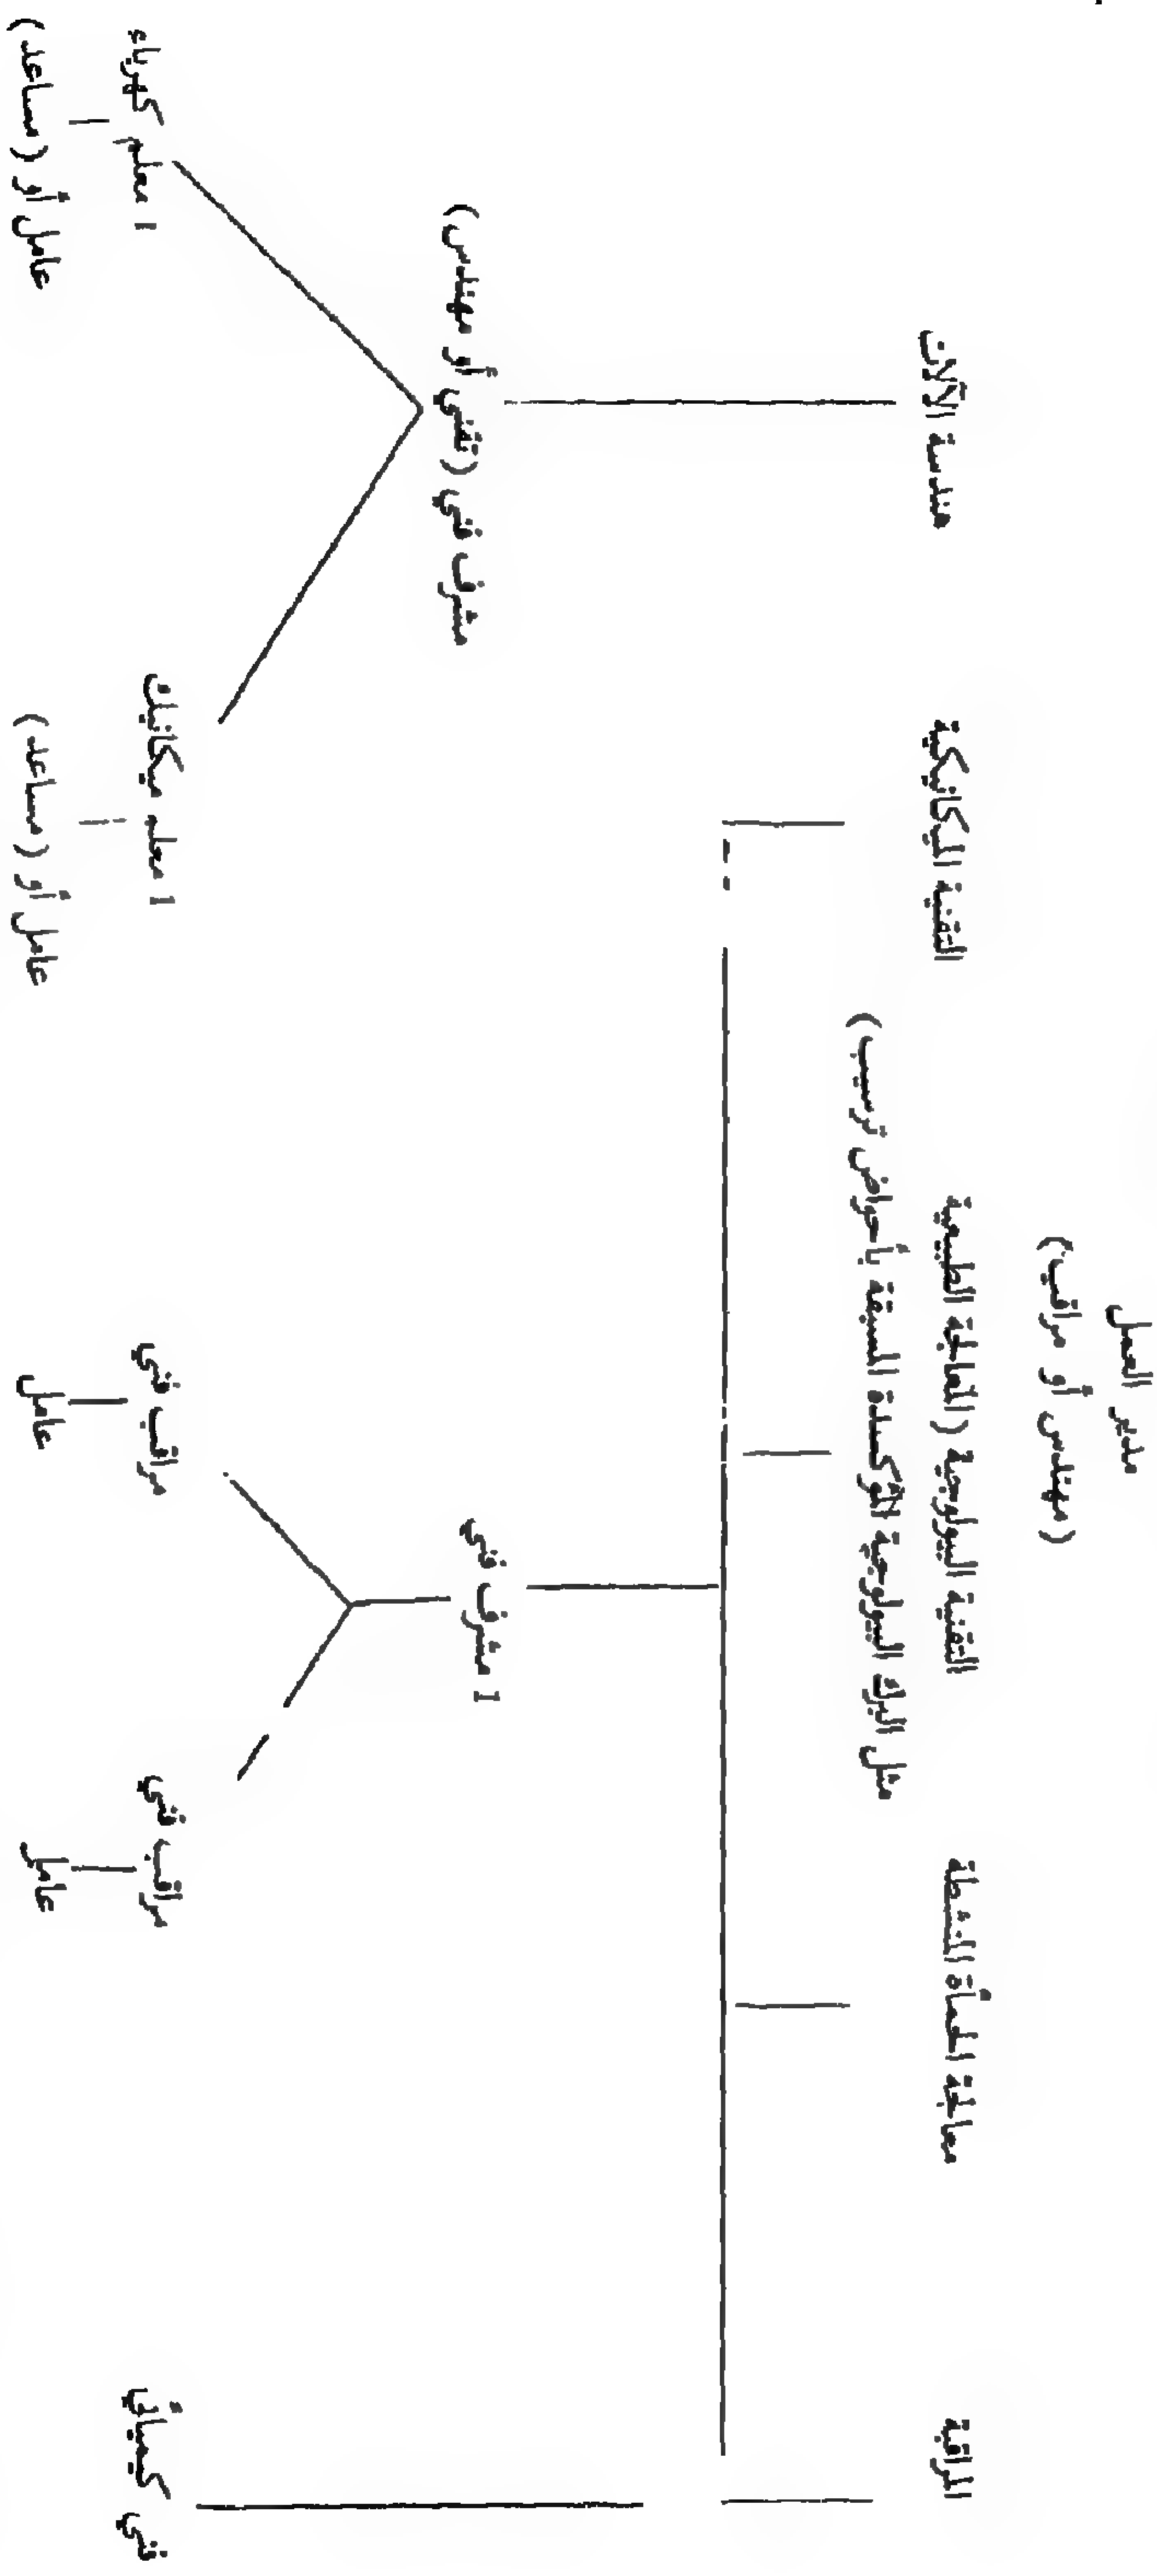 مدير العمل
(مهندس أو مراقب)
هندسة الآلات
التقنية الميكانيكية
التقنية البيولوجية (المعالجة الطبيعية
مثل البرك البيولوجية المؤكسدة المسبقة بأحواض ترسيب)
معالجة الحمأة المنشطة
المراقبة
مشرف فني (تقني أو مهندس)
1 مشرف فني
1 معلم كهرباء
1 معلم ميكانيك
مراقب فني
مراقب فني
فني كيميائي
عامل أو (مساعد)
عامل أو (مساعد)
عامل
عامل